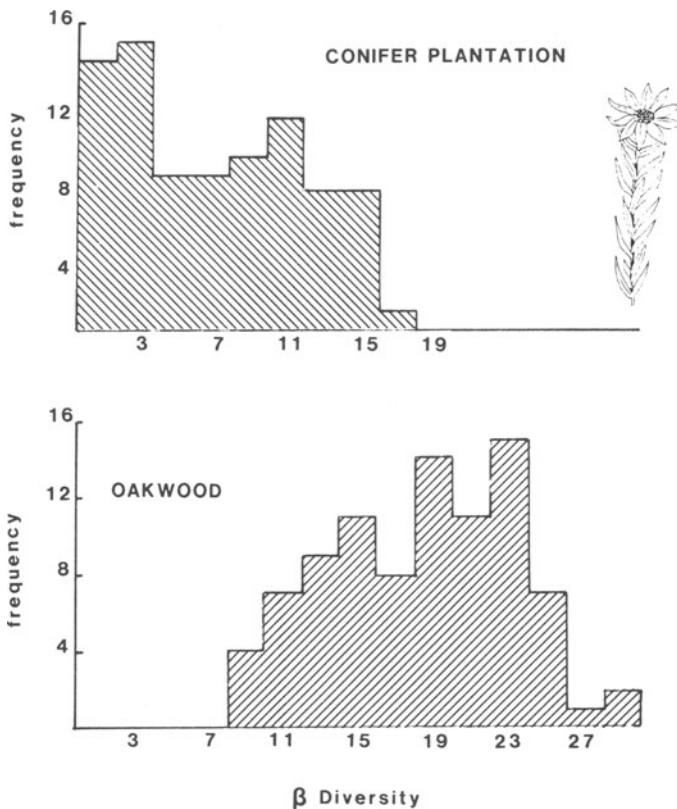 16
CONIFER PLANTATION
12
frequency
8
4
3 7 11 15 19
16
OAKWOOD
12
frequency
8
4
3 7 11 15 19 23 27
β Diversity